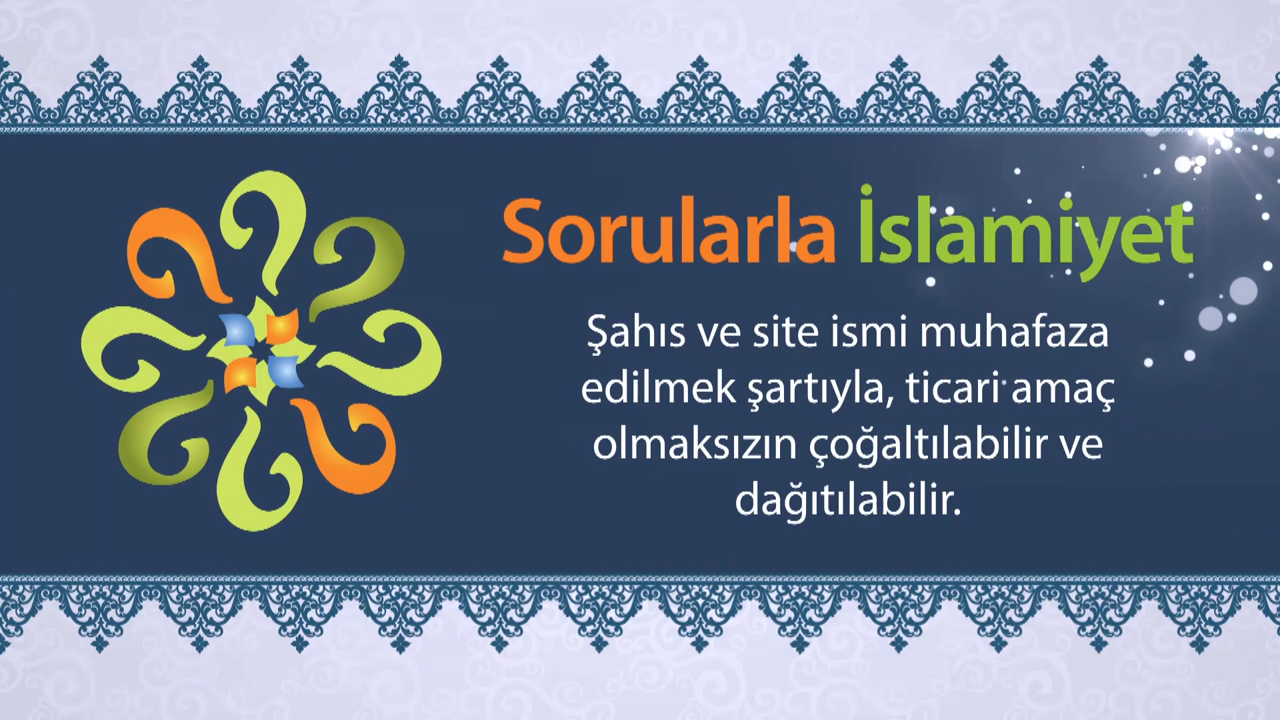 Sorularla İslamiyet
Şahıs ve site ismi muhafaza
edilmek şartıyla, ticari amaç
olmaksızın çoğaltılabilir ve
dağıtılabilir.